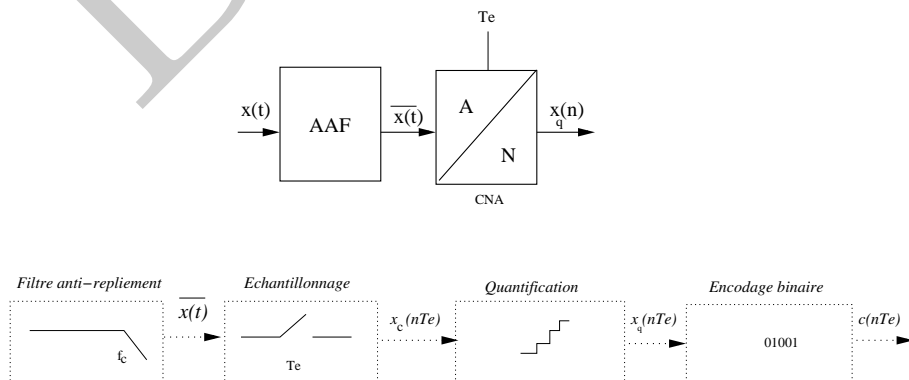 Te
x(t)
AAF
x(t)
A
N
x_q(n)
CNA
Filtre anti-repliement
Echantillonnage
Quantification
Encodage binaire
x(t)
x_c(nTe)
x_q(nTe)
c(nTe)
f_c
Te
01001